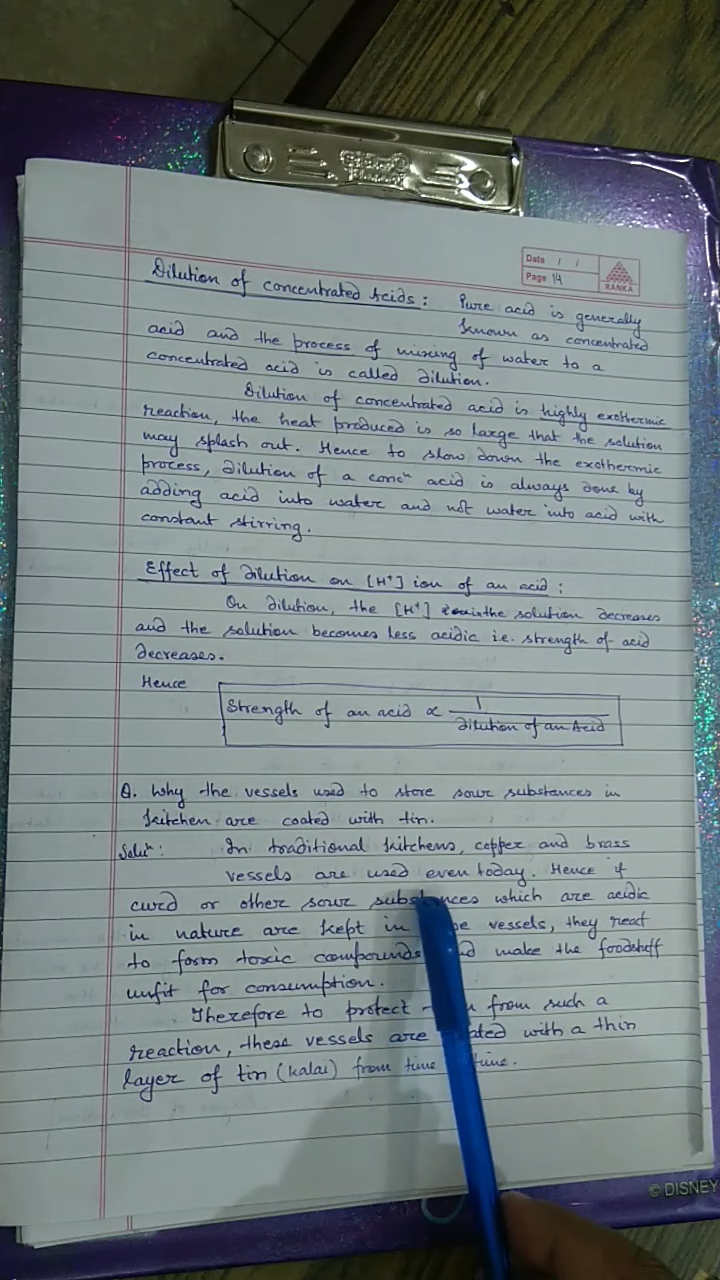 Date / /
Page 14
RANKA
Dilution of concentrated Acids : Pure acid is generally
known as concentrated
acid and the process of mixing of water to a
concentrated acid is called dilution.
Dilution of concentrated acid is highly exothermic
reaction, the heat produced is so large that the solution
may splash out. Hence to slow down the exothermic
process, dilution of a concⁿ acid is always done by
adding acid into water and not water into acid with
constant stirring.
Effect of dilution on [H⁺] ion of an acid :
On dilution, the [H⁺] in the solution decreases
and the solution becomes less acidic i.e. strength of acid
decreases.
Hence
Strength of an acid ∝ 1
dilution of an Acid
Q. Why the vessels used to store sour substances in
kitchen are coated with tin.
Soluⁿ: In traditional kitchens, copper and brass
vessels are used even today. Hence if
curd or other sour substances which are acidic
in nature are kept in vessels, they react
to form toxic compounds make the foodstuff
unfit for consumption.
Therefore to protect from such a
reaction, these vessels are with a thin
layer of tin (kalai) from time time.
© DISNEY